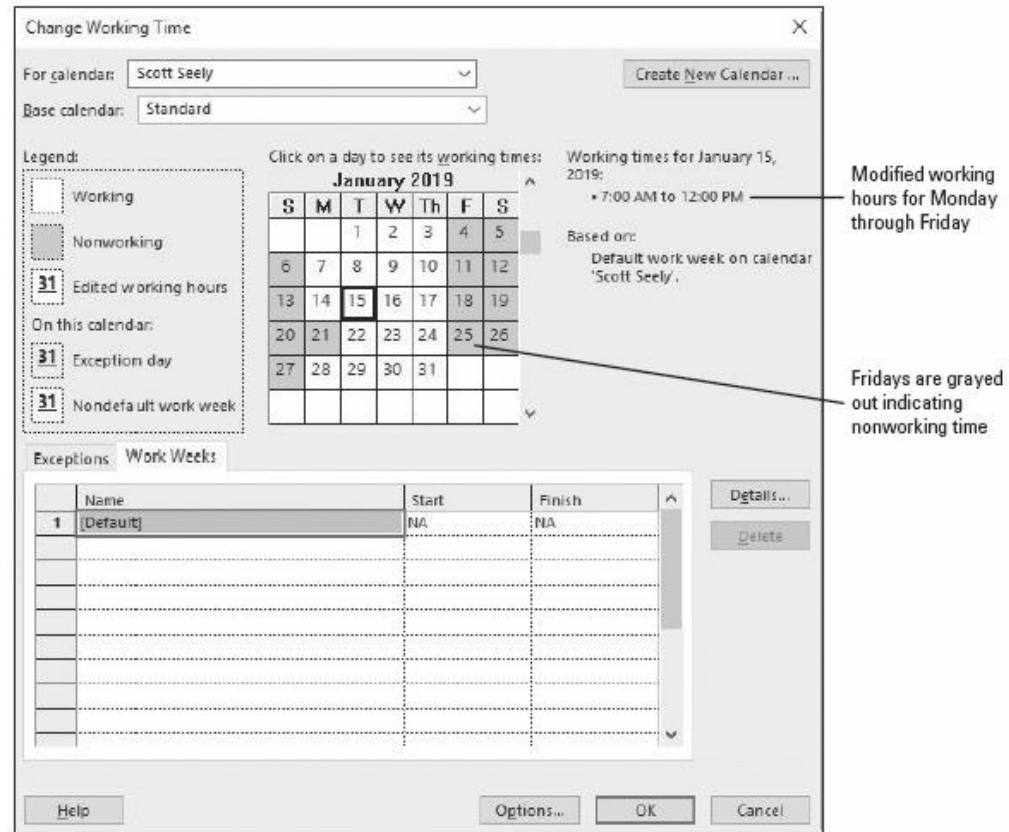 Change Working Time
For calendar: Scott Seely
Create New Calendar ...
Base calendar: Standard
Legend:
Working
Nonworking
31 Edited working hours
On this calendar:
31 Exception day
31 Nondefault work week
Click on a day to see its working times:
January 2019
S M T W Th F S
1 2 3 4 5
6 7 8 9 10 11 12
13 14 15 16 17 18 19
20 21 22 23 24 25 26
27 28 29 30 31
Working times for January 15,
2019:
• 7:00 AM to 12:00 PM
Based on:
Default work week on calendar
'Scott Seely'.
Modified working
hours for Monday
through Friday
Fridays are grayed
out indicating
nonworking time
Exceptions Work Weeks
Name Start Finish
1 [Default] NA NA
Details...
Delete
Help
Options...
OK
Cancel